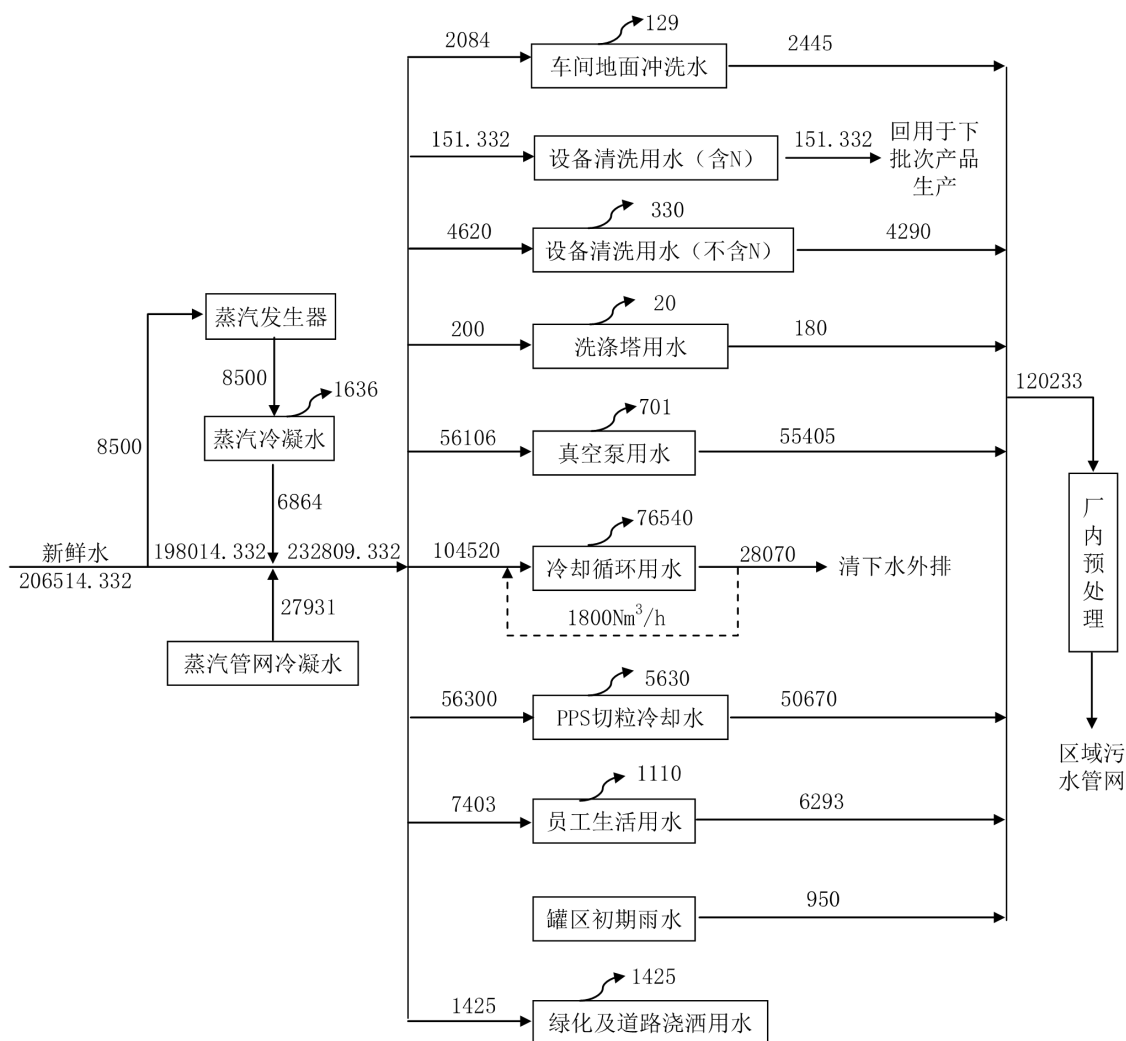 129
2084
2445
车间地面冲洗水
151.332
设备清洗用水（含N）
151.332
回用于下
批次产品
生产
330
4620
设备清洗用水（不含N）
4290
20
200
洗涤塔用水
180
蒸汽发生器
8500
1636
蒸汽冷凝水
8500
6864
701
56106
真空泵用水
55405
120233
厂内预处理
区域污
水管网
新鲜水
206514.332
198014.332
232809.332
27931
蒸汽管网冷凝水
76540
104520
冷却循环用水
28070
清下水外排
1800Nm³/h
5630
56300
PPS切粒冷却水
50670
1110
7403
员工生活用水
6293
罐区初期雨水
950
1425
1425
绿化及道路浇洒用水